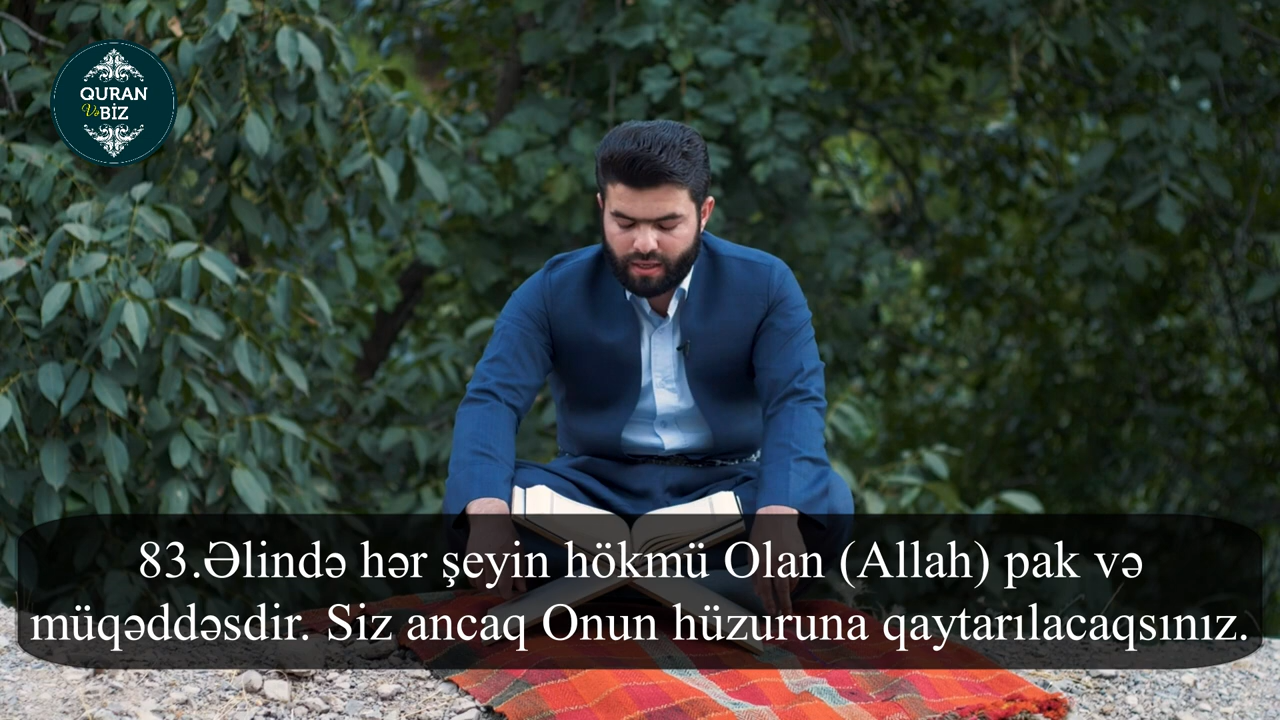 QURAN
Və BİZ
83.Əlində hər şeyin hökmü Olan (Allah) pak və
müqəddəsdir. Siz ancaq Onun hüzuruna qaytarılacaqsınız.